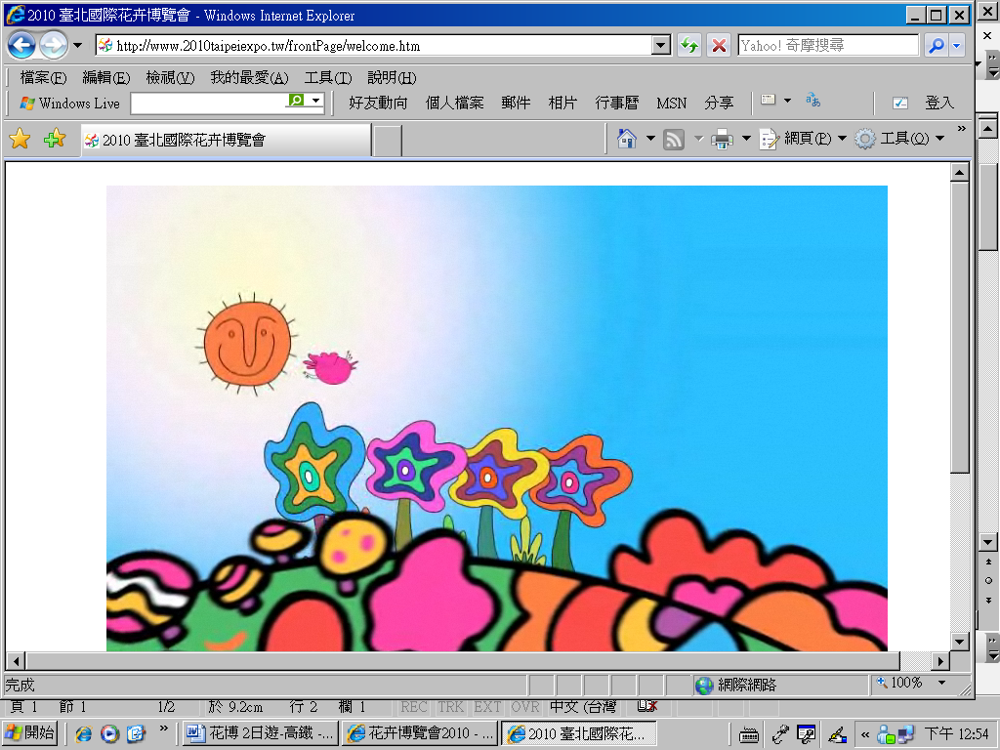 2010 臺北國際花卉博覽會 - Windows Internet Explorer
http://www.2010taipeiexpo.tw/frontPage/welcome.htm
Yahoo! 奇摩搜尋
檔案(F) 編輯(E) 檢視(V) 我的最愛(A) 工具(T) 說明(H)
Windows Live 好友動向 個人檔案 郵件 相片 行事曆 MSN 分享 登入
2010 臺北國際花卉博覽會 網頁(P) 工具(O) »
完成 網際網路 100%
頁 1 節 1 1/2 於 9.2cm 行 2 欄 1 REC TRK EXT OVR 中文 (台灣
開始 » 花博 2日遊-高鐵 -... 花卉博覽會2010 - ... 2010 臺北國際花... « 下午 12:54